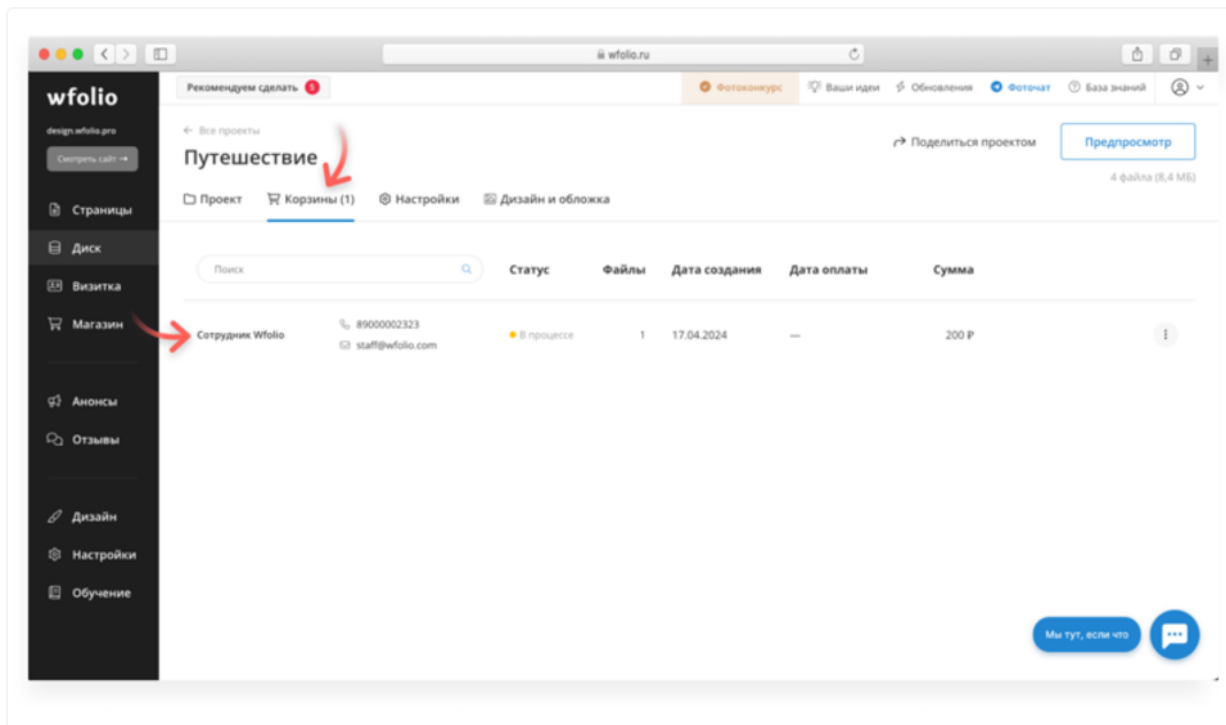 wfolio.ru
wfolio
design.wfolio.pro
Смотреть сайт →
Страницы
Диск
Визитка
Магазин
Анонсы
Отзывы
Дизайн
Настройки
Обучение
Рекомендуем сделать 5
Фотоконкурс
Ваши идеи
Обновления
Фоточат
База знаний
← Все проекты
Путешествие
Поделиться проектом
Предпросмотр
4 файла (8,4 МБ)
Проект
Корзины (1)
Настройки
Дизайн и обложка
Поиск
Статус
Файлы
Дата создания
Дата оплаты
Сумма
Сотрудник Wfolio
89000002323
staff@wfolio.com
В процессе
1
17.04.2024
—
200 ₽
Мы тут, если что